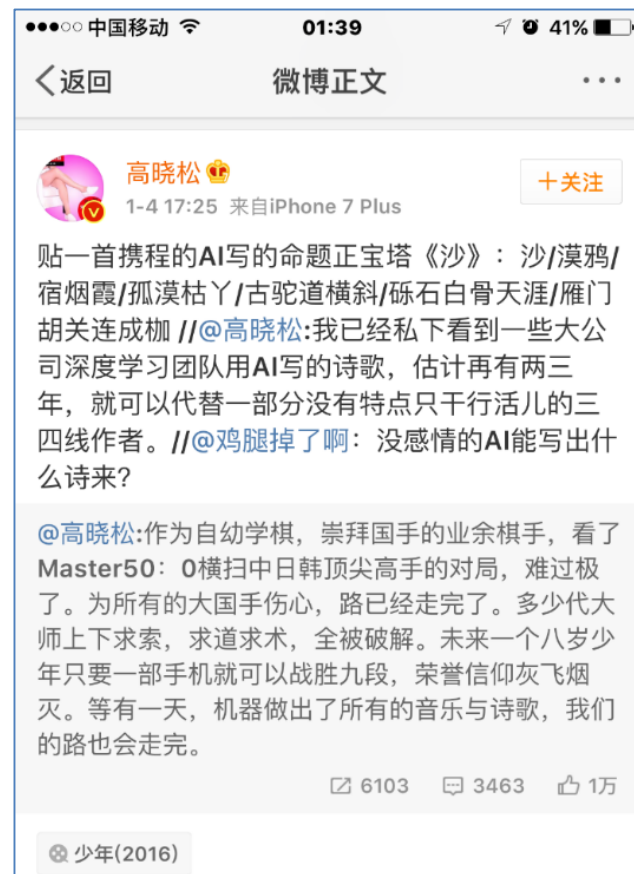 中国移动 01:39 41%
返回 微博正文 ···
高晓松
+关注
1-4 17:25 来自iPhone 7 Plus
贴一首携程的AI写的命题正宝塔《沙》：沙/漠鸦/
宿烟霞/孤漠枯丫/古驼道横斜/砾石白骨天涯/雁门
胡关连成枷 //@高晓松:我已经私下看到一些大公
司深度学习团队用AI写的诗歌，估计再有两三
年，就可以代替一部分没有特点只干行活儿的三
四线作者。//@鸡腿掉了啊：没感情的AI能写出什
么诗来？
@高晓松:作为自幼学棋，崇拜国手的业余棋手，看了
Master50：0横扫中日韩顶尖高手的对局，难过极
了。为所有的大国手伤心，路已经走完了。多少代大
师上下求索，求道求术，全被破解。未来一个八岁少
年只要一部手机就可以战胜九段，荣誉信仰灰飞烟
灭。等有一天，机器做出了所有的音乐与诗歌，我们
的路也会走完。
6103 3463 1万
少年(2016)